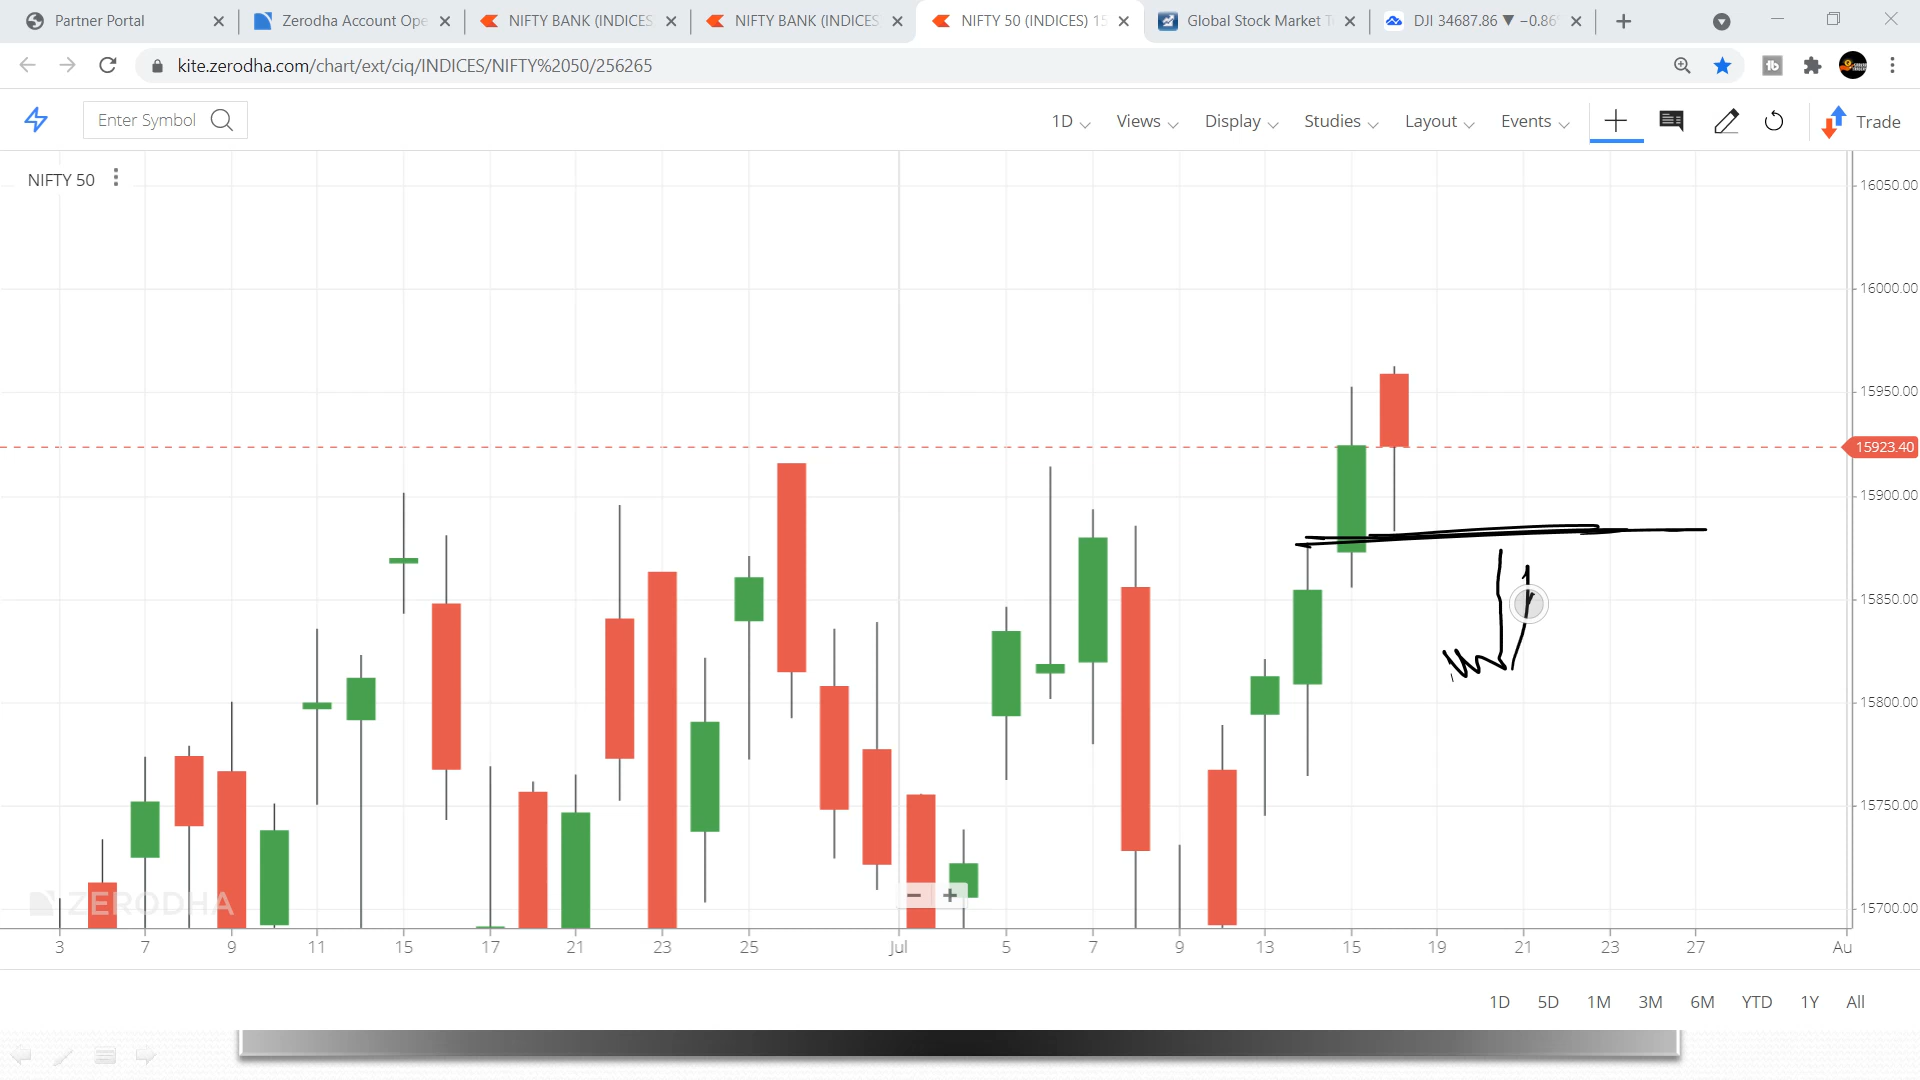 Partner Portal
Zerodha Account Ope
NIFTY BANK (INDICES
NIFTY BANK (INDICES
NIFTY 50 (INDICES) 15
Global Stock Market T
DJI 34687.86 ▼ −0.86
kite.zerodha.com/chart/ext/ciq/INDICES/NIFTY%2050/256265
Enter Symbol
1D
Views
Display
Studies
Layout
Events
Trade
NIFTY 50
16050.00
16000.00
15950.00
15923.40
15900.00
15850.00
15800.00
15750.00
15700.00
ZERODHA
3 7 9 11 15 17 21 23 25 Jul 5 7 9 13 15 19 21 23 27 Au
1D 5D 1M 3M 6M YTD 1Y All